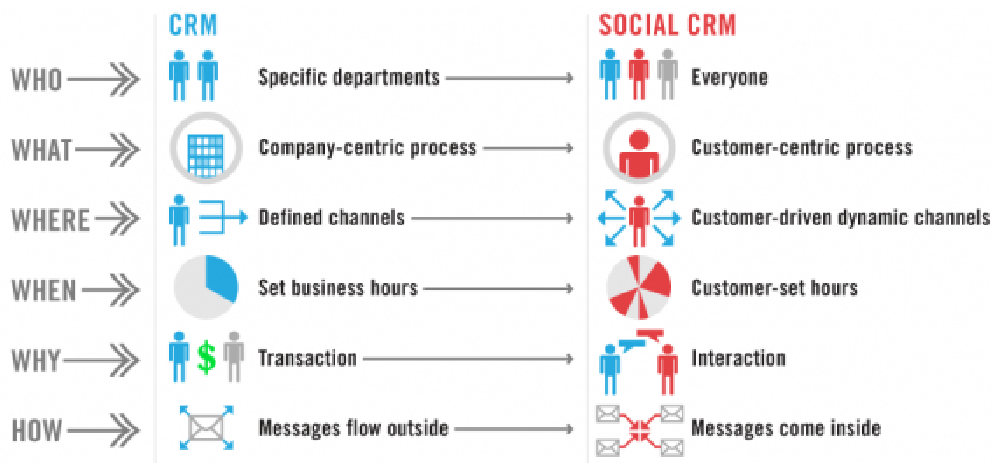 CRM SOCIAL CRM
WHO Specific departments Everyone
WHAT Company-centric process Customer-centric process
WHERE Defined channels Customer-driven dynamic channels
WHEN Set business hours Customer-set hours
WHY $ Transaction Interaction
HOW Messages flow outside Messages come inside